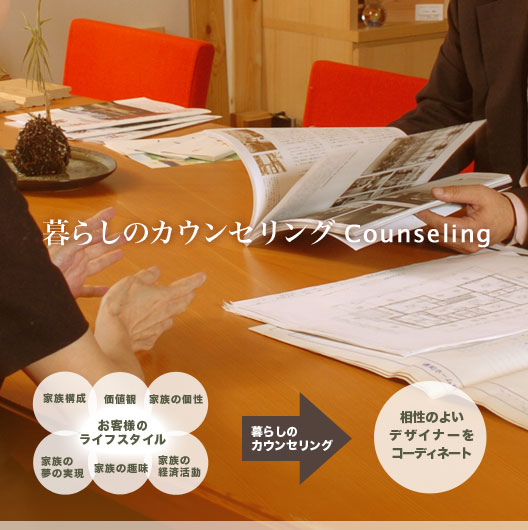 暮らしのカウンセリング Counseling
家族構成
価値観
家族の個性
お客様の
ライフスタイル
家族の
夢の実現
家族の趣味
家族の
経済活動
暮らしの
カウンセリング
相性のよい
デザイナーを
コーディネート